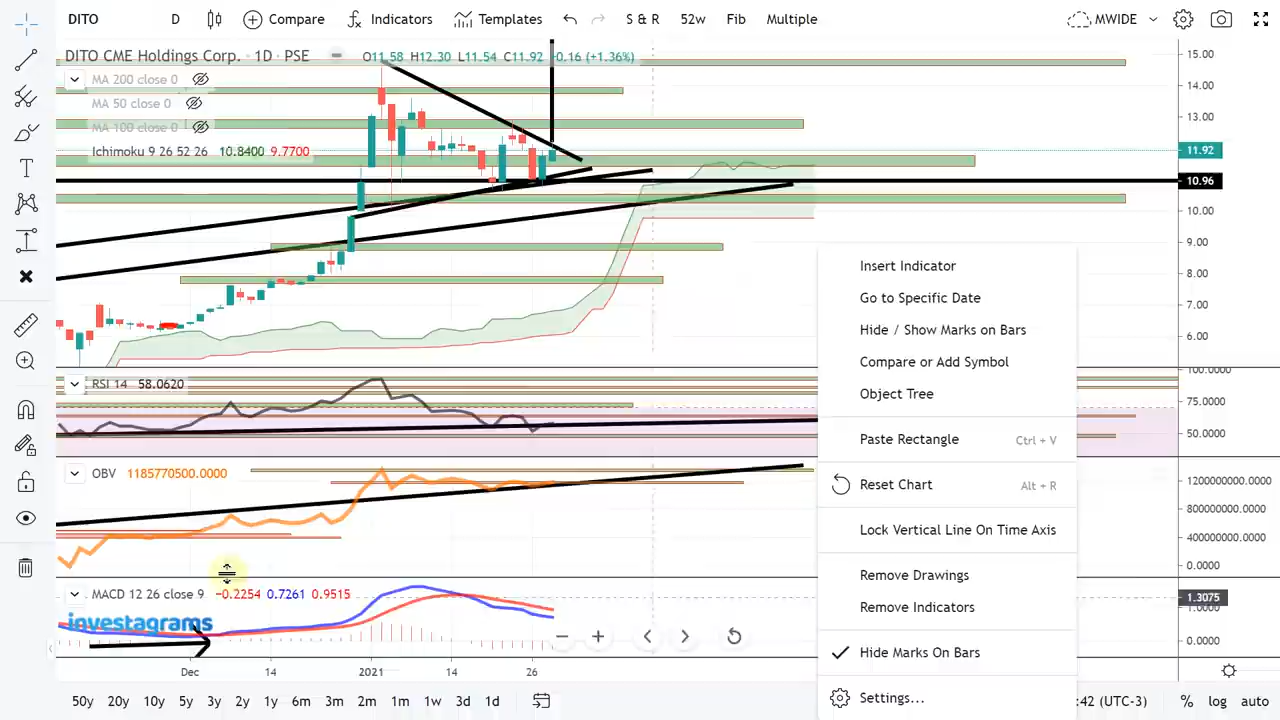 DITO D Compare Indicators Templates S & R 52w Fib Multiple MWIDE
DITO CME Holdings Corp. · 1D · PSE O11.58 H12.30 L11.54 C11.92 0.16 (+1.36%)
MA 200 close 0
MA 50 close 0
MA 100 close 0
Ichimoku 9 26 52 26 10.8400 9.7700
15.00
14.00
13.00
11.92
10.96
10.00
9.00
8.00
7.00
6.00
Insert Indicator
Go to Specific Date
Hide / Show Marks on Bars
Compare or Add Symbol
Object Tree
Paste Rectangle Ctrl + V
Reset Chart Alt + R
Lock Vertical Line On Time Axis
Remove Drawings
Remove Indicators
Hide Marks On Bars
Settings...
RSI 14 58.0620
100.0000
75.0000
50.0000
OBV 1185770500.0000
1200000000.0000
800000000.0000
400000000.0000
0.0000
MACD 12 26 close 9 −0.2254 0.7261 0.9515
1.3075
1.0000
0.0000
investagrams
Dec 14 2021 14 26
50y 20y 10y 5y 3y 2y 1y 6m 3m 2m 1m 1w 3d 1d :42 (UTC-3) % log auto